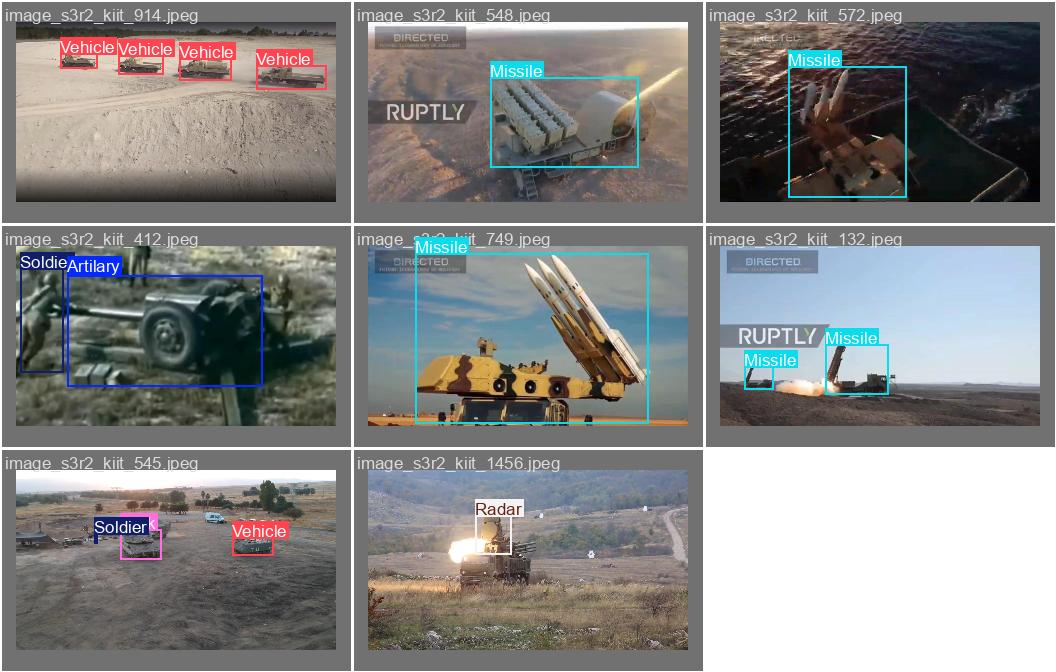 image_s3r2_kiit_914.jpeg
Vehicle
Vehicle
Vehicle
Vehicle
image_s3r2_kiit_548.jpeg
DIRECTED
Missile
RUPTLY
image_s3r2_kiit_572.jpeg
DIRECTED
Missile
image_s3r2_kiit_412.jpeg
Soldie
Artilary
image_s3r2_kiit_749.jpeg
Missile
DIRECTED
image_s3r2_kiit_132.jpeg
DIRECTED
RUPTLY
Missile
Missile
image_s3r2_kiit_545.jpeg
Soldier
k
Vehicle
image_s3r2_kiit_1456.jpeg
Radar